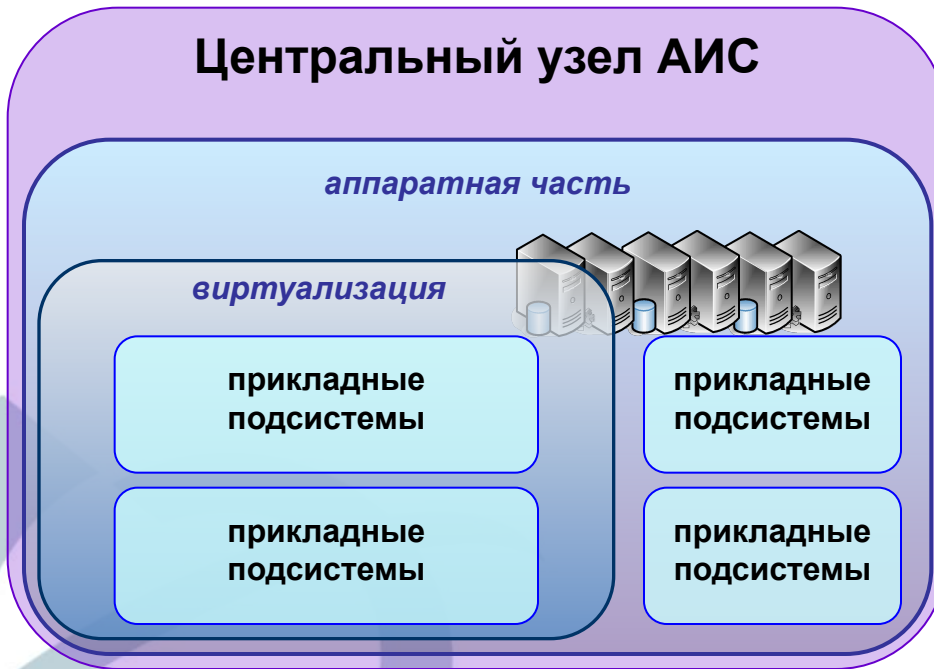 Центральный узел АИС
аппаратная часть
виртуализация
прикладные
подсистемы
прикладные
подсистемы
прикладные
подсистемы
прикладные
подсистемы